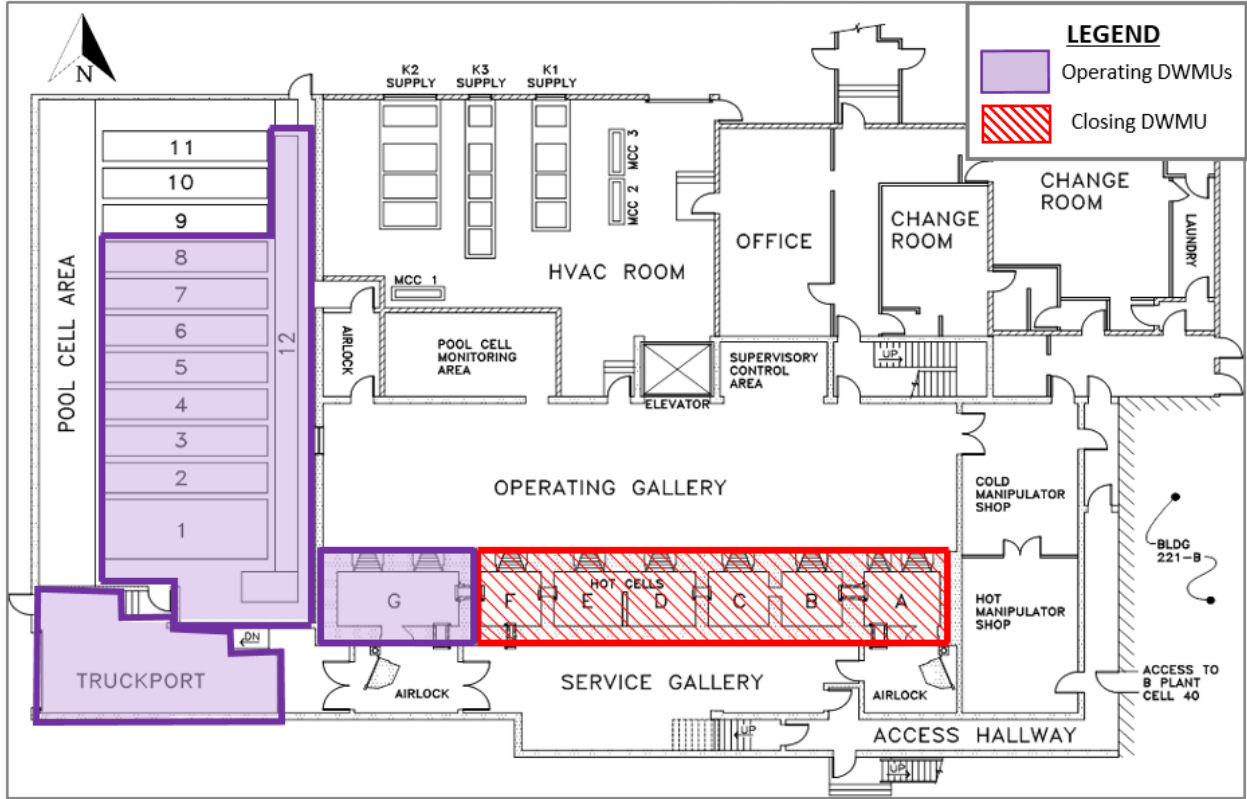 LEGEND
Operating DWMUs
Closing DWMU
N
K2
SUPPLY
K3
SUPPLY
K1
SUPPLY
MCC 3
MCC 2
MCC 1
HVAC ROOM
OFFICE
CHANGE
ROOM
CHANGE
ROOM
LAUNDRY
POOL CELL AREA
11
10
9
8
7
6
5
4
3
2
1
12
AIRLOCK
POOL CELL
MONITORING
AREA
ELEVATOR
SUPERVISORY
CONTROL
AREA
UP
OPERATING GALLERY
COLD
MANIPULATOR
SHOP
HOT
MANIPULATOR
SHOP
BLDG
221-B
ACCESS TO
B PLANT
CELL 40
HOT CELLS
G
F
E
D
C
B
A
DN
TRUCKPORT
AIRLOCK
SERVICE GALLERY
AIRLOCK
UP
ACCESS HALLWAY
UP